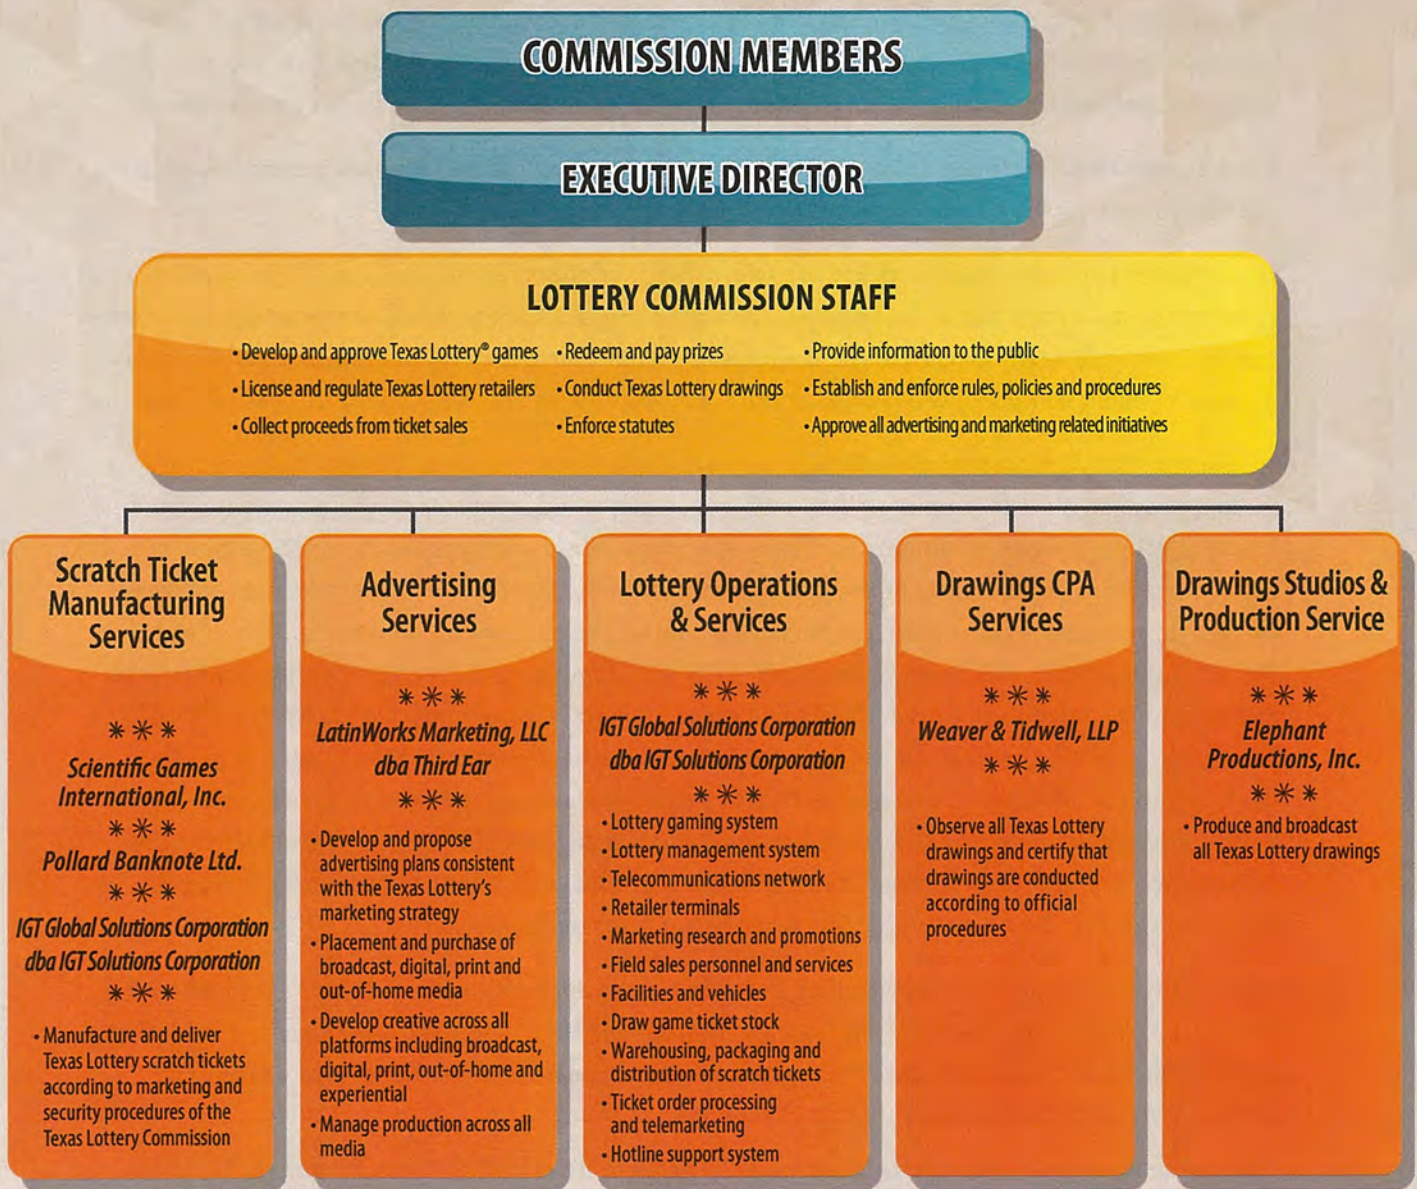 COMMISSION MEMBERS
EXECUTIVE DIRECTOR
LOTTERY COMMISSION STAFF
• Develop and approve Texas Lottery® games
• License and regulate Texas Lottery retailers
• Collect proceeds from ticket sales
• Redeem and pay prizes
• Conduct Texas Lottery drawings
• Enforce statutes
• Provide information to the public
• Establish and enforce rules, policies and procedures
• Approve all advertising and marketing related initiatives
Scratch Ticket
Manufacturing
Services
***
Scientific Games
International, Inc.
***
Pollard Banknote Ltd.
***
IGT Global Solutions Corporation
dba IGT Solutions Corporation
***
• Manufacture and deliver
Texas Lottery scratch tickets
according to marketing and
security procedures of the
Texas Lottery Commission
Advertising
Services
***
LatinWorks Marketing, LLC
dba Third Ear
***
• Develop and propose
advertising plans consistent
with the Texas Lottery's
marketing strategy
• Placement and purchase of
broadcast, digital, print and
out-of-home media
• Develop creative across all
platforms including broadcast,
digital, print, out-of-home and
experiential
• Manage production across all
media
Lottery Operations
& Services
***
IGT Global Solutions Corporation
dba IGT Solutions Corporation
***
• Lottery gaming system
• Lottery management system
• Telecommunications network
• Retailer terminals
• Marketing research and promotions
• Field sales personnel and services
• Facilities and vehicles
• Draw game ticket stock
• Warehousing, packaging and
distribution of scratch tickets
• Ticket order processing
and telemarketing
• Hotline support system
Drawings CPA
Services
***
Weaver & Tidwell, LLP
***
• Observe all Texas Lottery
drawings and certify that
drawings are conducted
according to official
procedures
Drawings Studios &
Production Service
***
Elephant
Productions, Inc.
***
• Produce and broadcast
all Texas Lottery drawings